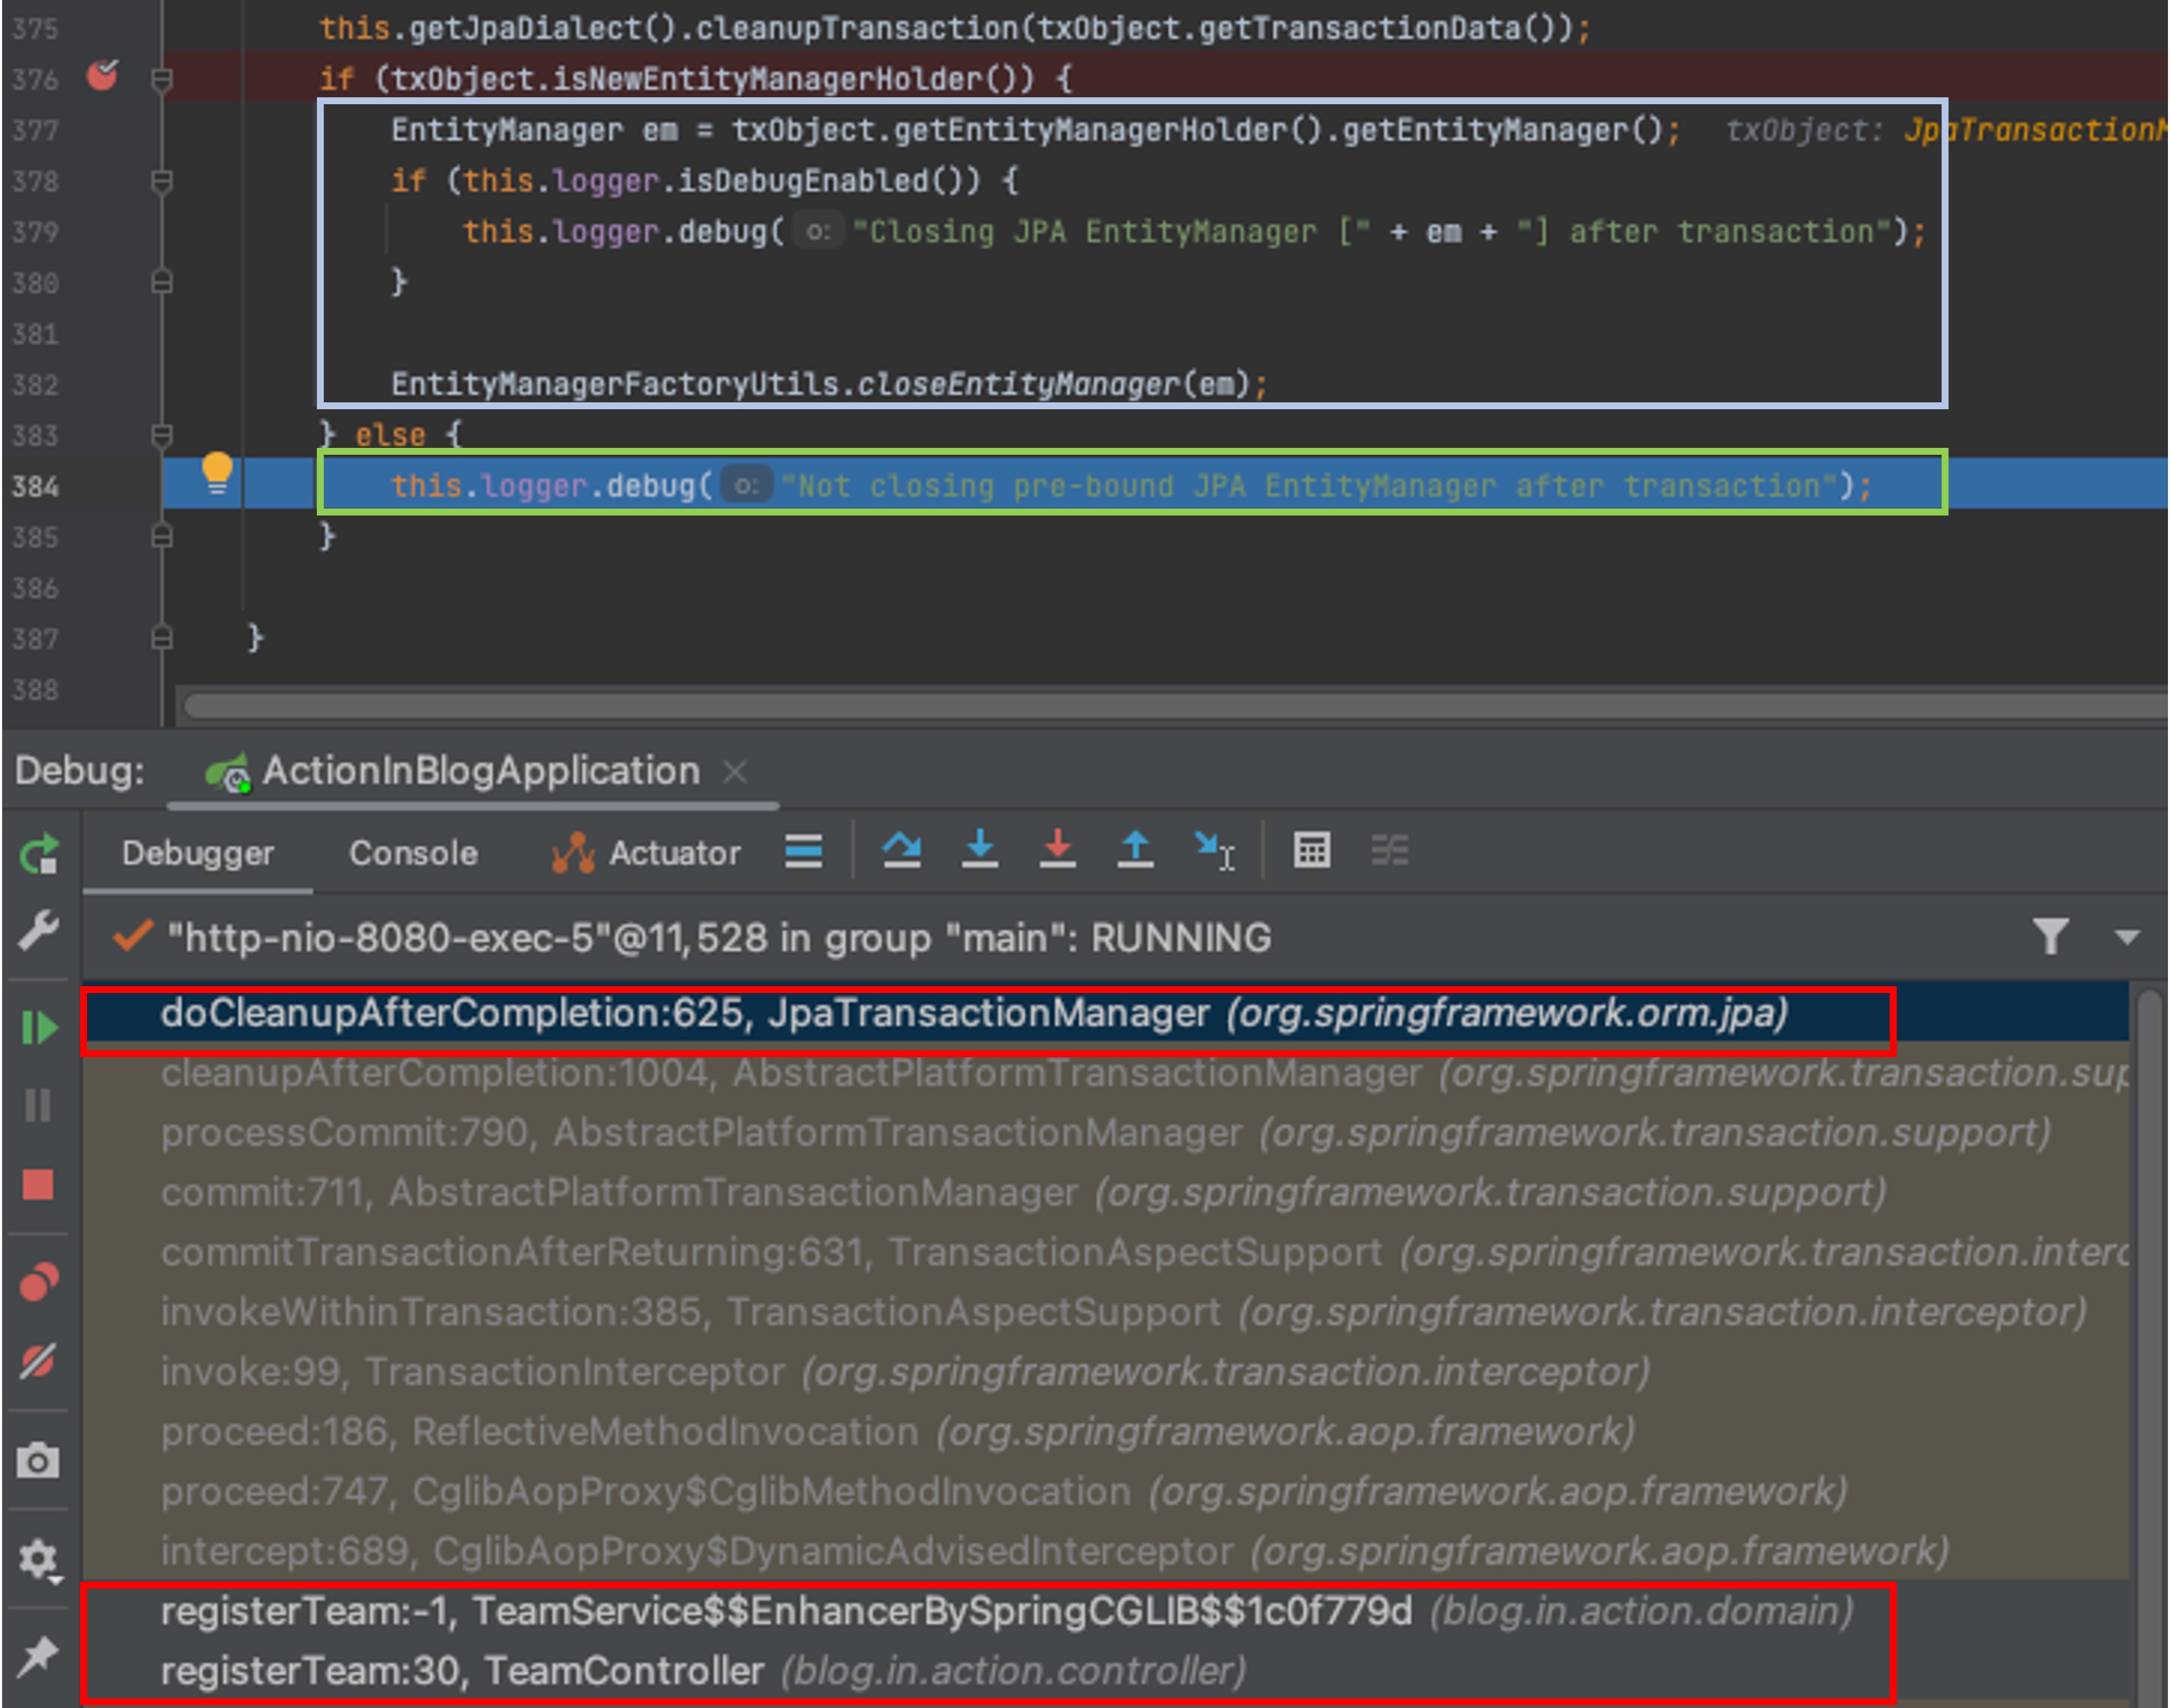 375 this.getJpaDialect().cleanupTransaction(txObject.getTransactionData());
376 if (txObject.isNewEntityManagerHolder()) {
377 EntityManager em = txObject.getEntityManagerHolder().getEntityManager(); txObject: JpaTransactionM
378 if (this.logger.isDebugEnabled()) {
379 this.logger.debug( o: "Closing JPA EntityManager [" + em + "] after transaction");
380 }
381
382 EntityManagerFactoryUtils.closeEntityManager(em);
383 } else {
384 this.logger.debug( o: "Not closing pre-bound JPA EntityManager after transaction");
385 }
386
387 }
388
Debug: ActionInBlogApplication
Debugger Console Actuator
"http-nio-8080-exec-5"@11,528 in group "main": RUNNING
doCleanupAfterCompletion:625, JpaTransactionManager (org.springframework.orm.jpa)
cleanupAfterCompletion:1004, AbstractPlatformTransactionManager (org.springframework.transaction.sup
processCommit:790, AbstractPlatformTransactionManager (org.springframework.transaction.support)
commit:711, AbstractPlatformTransactionManager (org.springframework.transaction.support)
commitTransactionAfterReturning:631, TransactionAspectSupport (org.springframework.transaction.interc
invokeWithinTransaction:385, TransactionAspectSupport (org.springframework.transaction.interceptor)
invoke:99, TransactionInterceptor (org.springframework.transaction.interceptor)
proceed:186, ReflectiveMethodInvocation (org.springframework.aop.framework)
proceed:747, CglibAopProxy$CglibMethodInvocation (org.springframework.aop.framework)
intercept:689, CglibAopProxy$DynamicAdvisedInterceptor (org.springframework.aop.framework)
registerTeam:-1, TeamService$$EnhancerBySpringCGLIB$$1c0f779d (blog.in.action.domain)
registerTeam:30, TeamController (blog.in.action.controller)